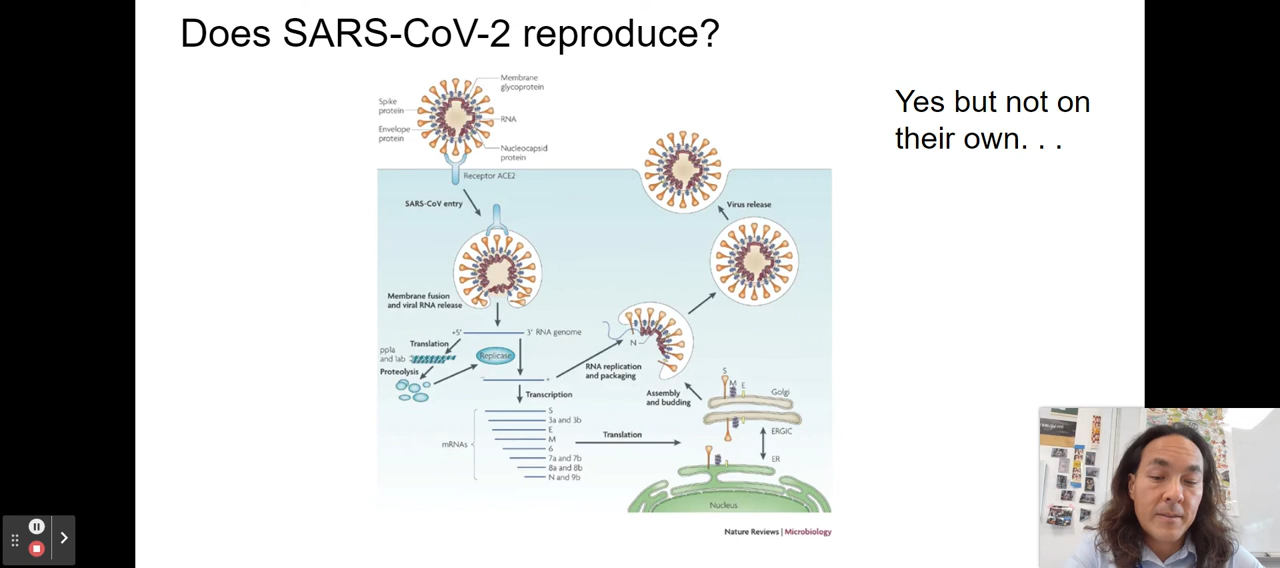 Does SARS-CoV-2 reproduce?
Yes but not on
their own. . .
Membrane
glycoprotein
Spike
protein
RNA
Envelope
protein
Nucleocapsid
protein
Receptor ACE2
SARS-CoV entry
Virus release
Membrane fusion
and viral RNA release
+5'
3' RNA genome
Translation
pp1a
and lab
Replicase
Proteolysis
N
RNA replication
and packaging
+
Transcription
Assembly
and budding
S
M
E
Golgi
ERGIC
ER
mRNAs
S
3a and 3b
E
M
6
7a and 7b
8a and 8b
N and 9b
Translation
Nucleus
Nature Reviews | Microbiology